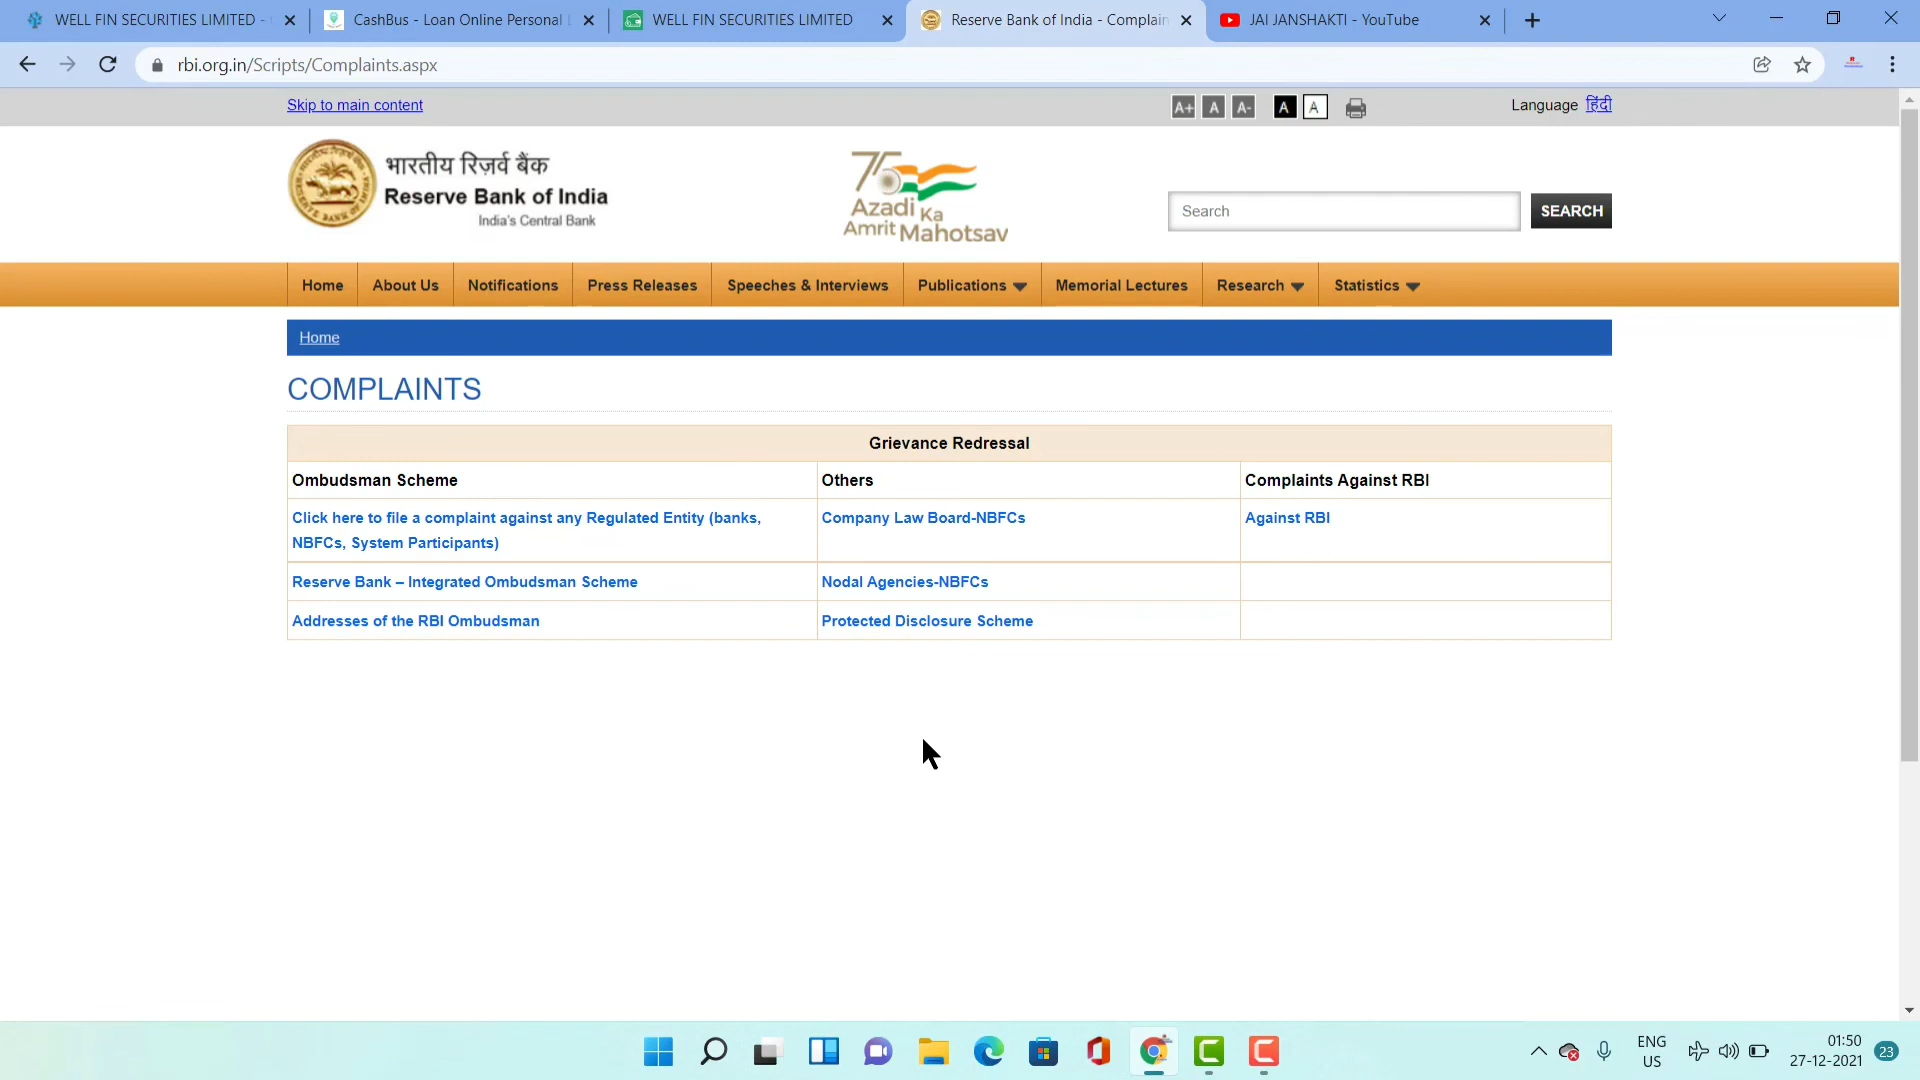 WELL FIN SECURITIES LIMITED -
CashBus - Loan Online Personal
WELL FIN SECURITIES LIMITED
Reserve Bank of India - Complain
JAI JANSHAKTI - YouTube
rbi.org.in/Scripts/Complaints.aspx
Skip to main content
A+ A A- A A
Language हिंदी
भारतीय रिज़र्व बैंक
Reserve Bank of India
India's Central Bank
75
Azadi Ka
Amrit Mahotsav
Search
SEARCH
Home About Us Notifications Press Releases Speeches & Interviews Publications Memorial Lectures Research Statistics
Home
COMPLAINTS
Grievance Redressal
Ombudsman Scheme Others Complaints Against RBI
Click here to file a complaint against any Regulated Entity (banks,
NBFCs, System Participants)
Company Law Board-NBFCs
Against RBI
Reserve Bank – Integrated Ombudsman Scheme
Nodal Agencies-NBFCs
Addresses of the RBI Ombudsman
Protected Disclosure Scheme
ENG
US
01:50
27-12-2021
23